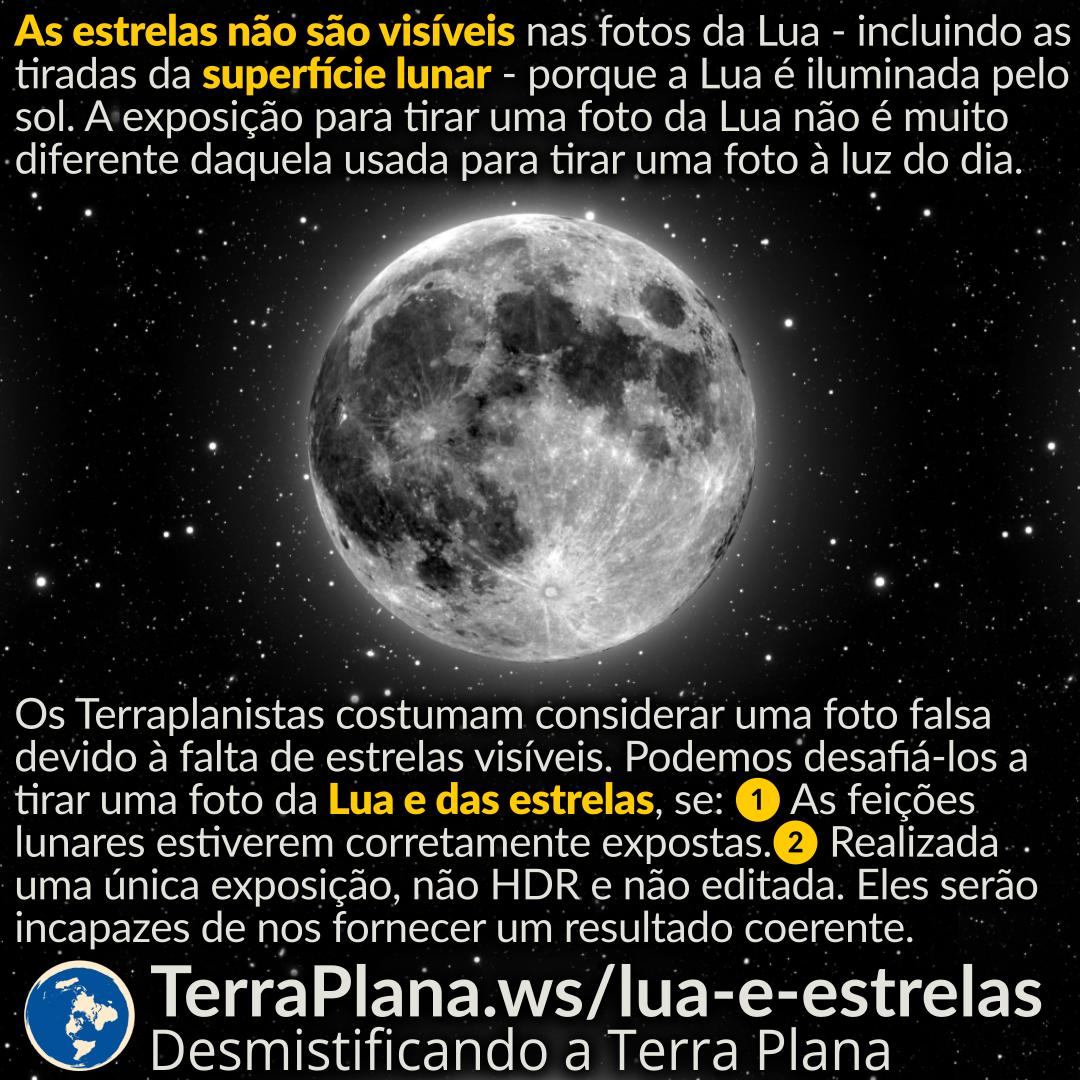 As estrelas não são visíveis nas fotos da Lua - incluindo as
tiradas da superfície lunar - porque a Lua é iluminada pelo
sol. A exposição para tirar uma foto da Lua não é muito
diferente daquela usada para tirar uma foto à luz do dia.
Os Terraplanistas costumam considerar uma foto falsa
devido à falta de estrelas visíveis. Podemos desafiá-los a
tirar uma foto da Lua e das estrelas, se: 1 As feições
lunares estiverem corretamente expostas. 2 Realizada
uma única exposição, não HDR e não editada. Eles serão
incapazes de nos fornecer um resultado coerente.
TerraPlana.ws/lua-e-estrelas
Desmistificando a Terra Plana